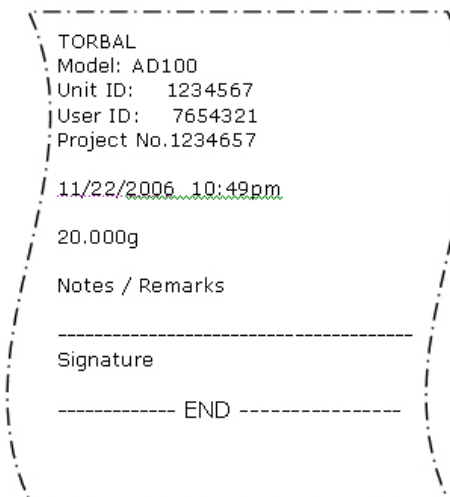 TORBAL
Model: AD100
Unit ID: 1234567
User ID: 7654321
Project No.1234657
11/22/2006 10:49pm
20.000g
Notes / Remarks
----------------------------------------
Signature
------------- END ------------------